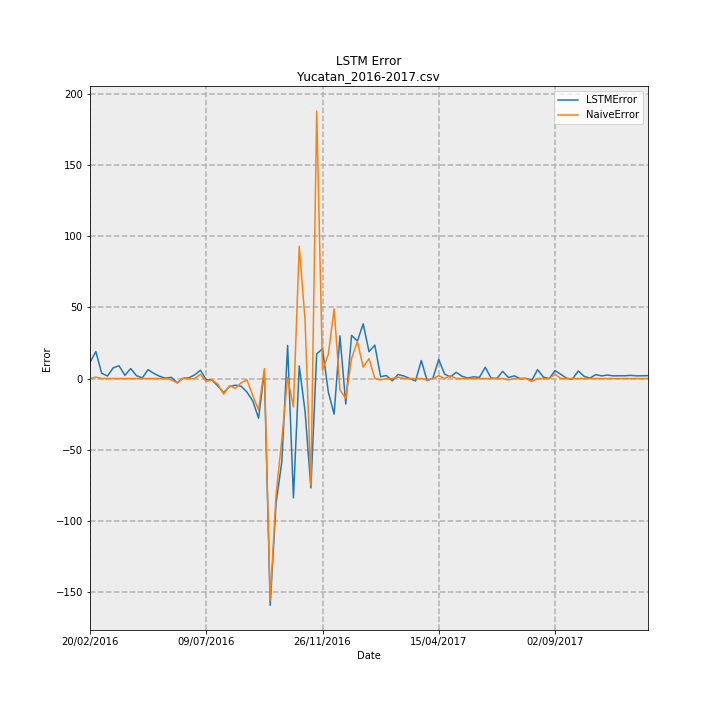 LSTM Error
Yucatan_2016-2017.csv
LSTMError
NaiveError
Error
200
150
100
50
0
−50
−100
−150
20/02/2016
09/07/2016
26/11/2016
15/04/2017
02/09/2017
Date